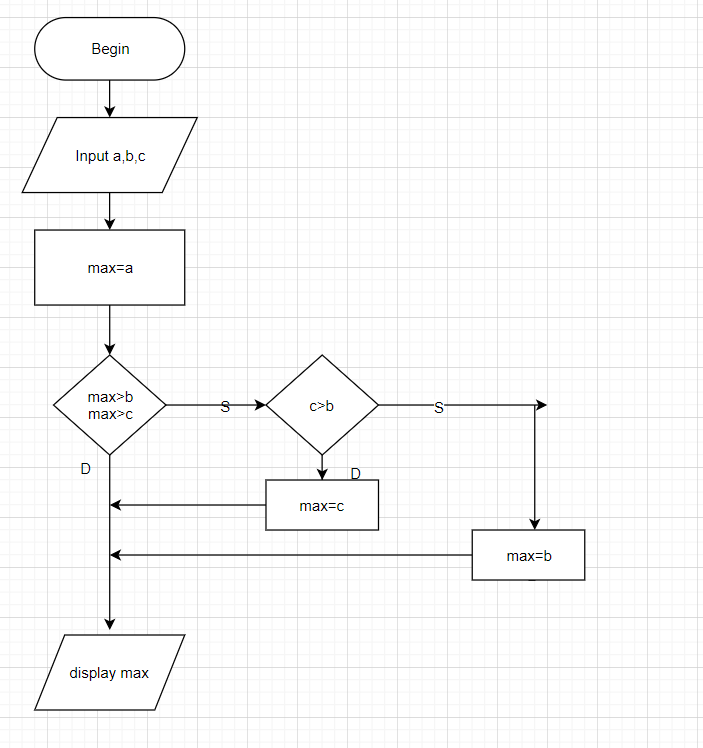 Begin
Input a,b,c
max=a
max>b
max>c
S
c>b
S
D
D
max=c
max=b
display max